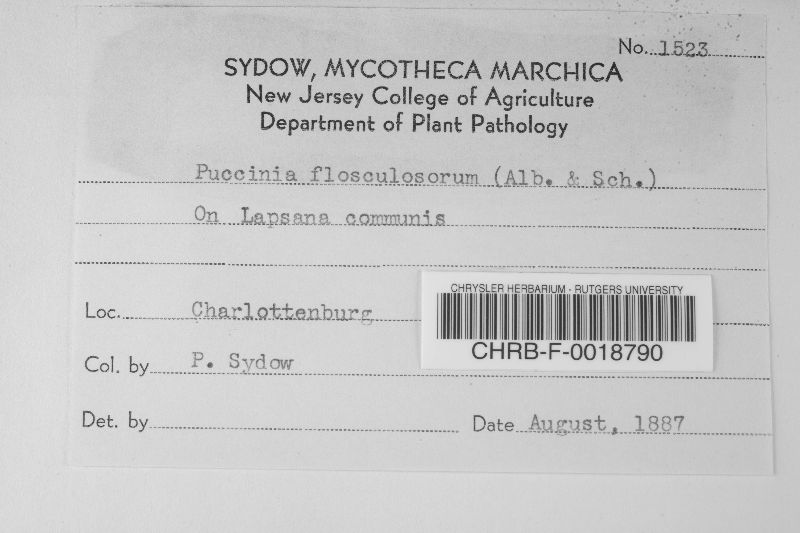 No. 1523
SYDOW, MYCOTHECA MARCHICA
New Jersey College of Agriculture
Department of Plant Pathology
Puccinia flosculosorum (Alb. & Sch.)
On Lapsana communis
Loc. Charlottenburg
CHRYSLER HERBARIUM - RUTGERS UNIVERSITY
CHRB-F-0018790
Col. by P. Sydow
Det. by
Date August, 1887